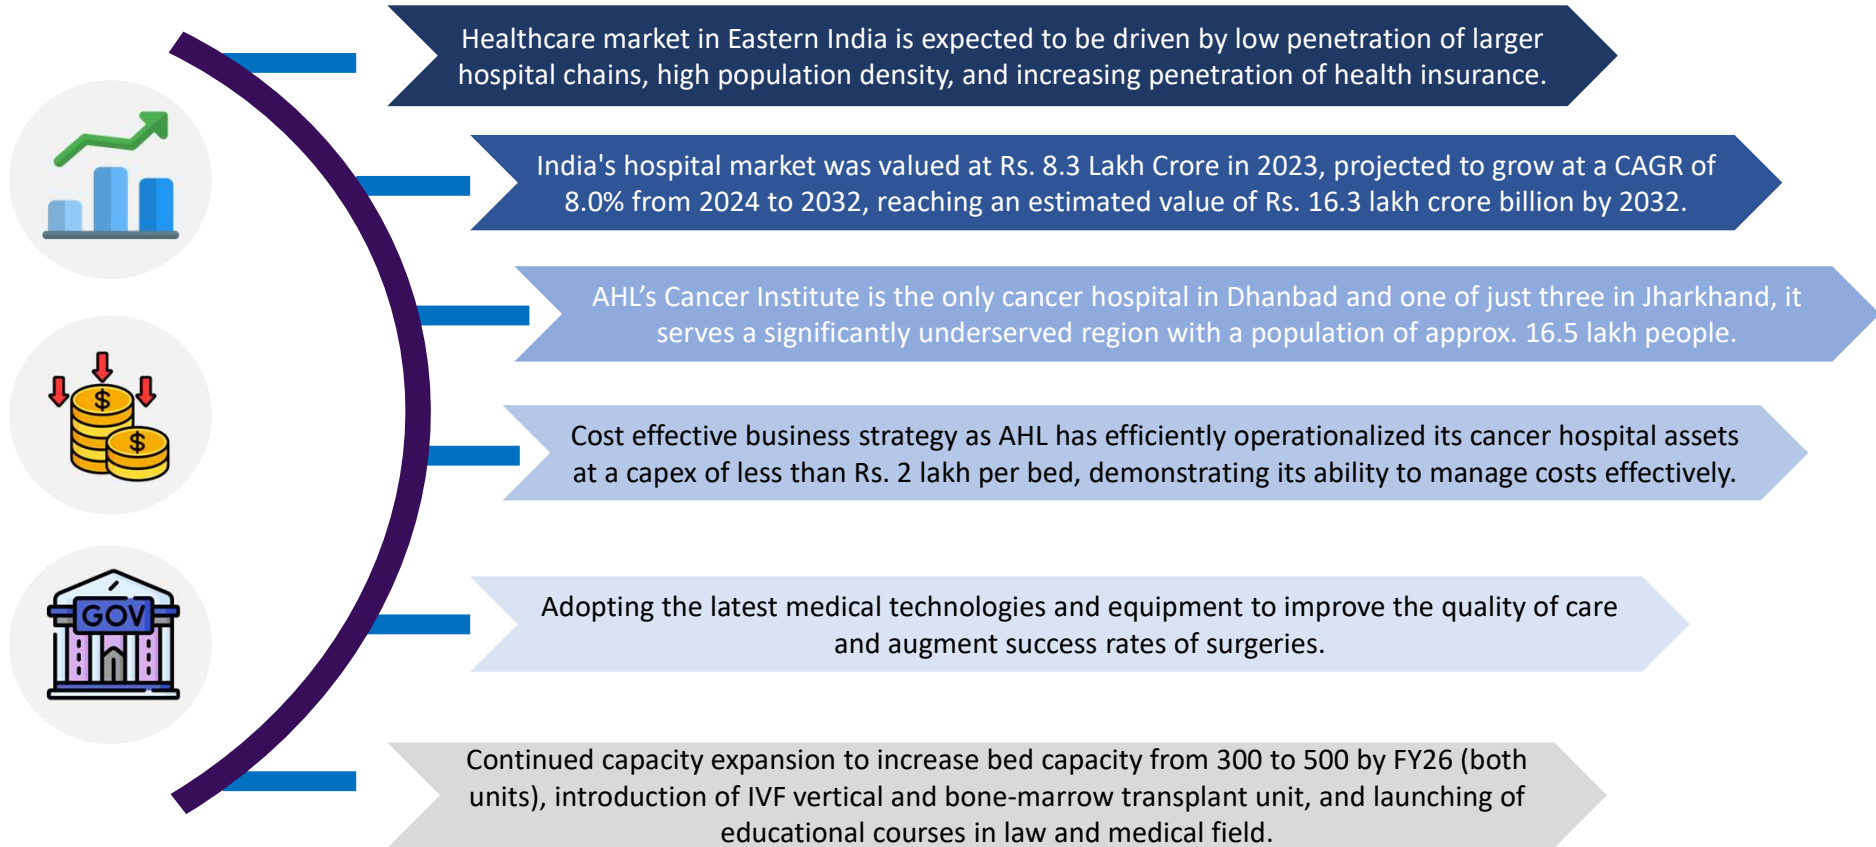 Healthcare market in Eastern India is expected to be driven by low penetration of larger
hospital chains, high population density, and increasing penetration of health insurance.
India's hospital market was valued at Rs. 8.3 Lakh Crore in 2023, projected to grow at a CAGR of
8.0% from 2024 to 2032, reaching an estimated value of Rs. 16.3 lakh crore billion by 2032.
AHL’s Cancer Institute is the only cancer hospital in Dhanbad and one of just three in Jharkhand, it
serves a significantly underserved region with a population of approx. 16.5 lakh people.
$
$
Cost effective business strategy as AHL has efficiently operationalized its cancer hospital assets
at a capex of less than Rs. 2 lakh per bed, demonstrating its ability to manage costs effectively.
GOV
Adopting the latest medical technologies and equipment to improve the quality of care
and augment success rates of surgeries.
Continued capacity expansion to increase bed capacity from 300 to 500 by FY26 (both
units), introduction of IVF vertical and bone-marrow transplant unit, and launching of
educational courses in law and medical field.